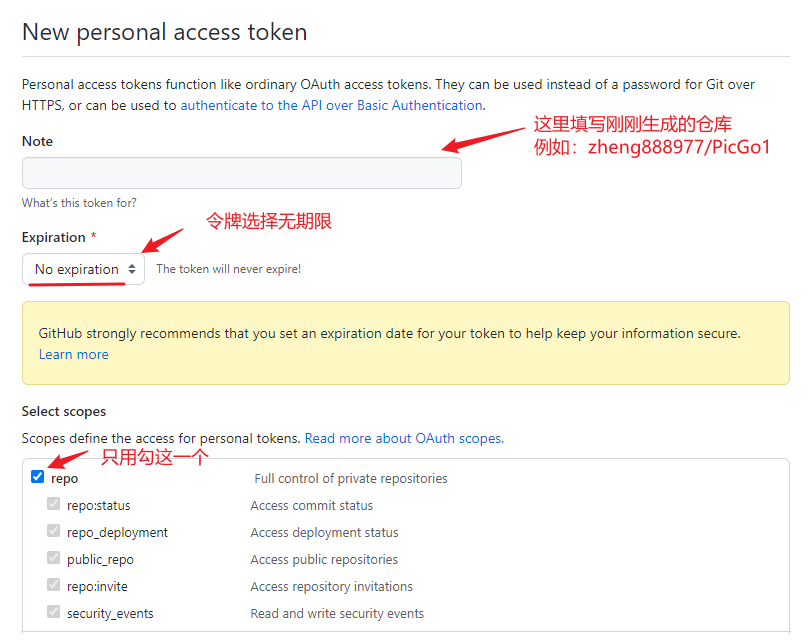 New personal access token
Personal access tokens function like ordinary OAuth access tokens. They can be used instead of a password for Git over
HTTPS, or can be used to authenticate to the API over Basic Authentication.
这里填写刚刚生成的仓库
例如：zheng888977/PicGo1
Note
What's this token for?
令牌选择无期限
Expiration *
No expiration
The token will never expire!
GitHub strongly recommends that you set an expiration date for your token to help keep your information secure.
Learn more
Select scopes
Scopes define the access for personal tokens. Read more about OAuth scopes.
只用勾这一个
repo Full control of private repositories
repo:status Access commit status
repo_deployment Access deployment status
public_repo Access public repositories
repo:invite Access repository invitations
security_events Read and write security events